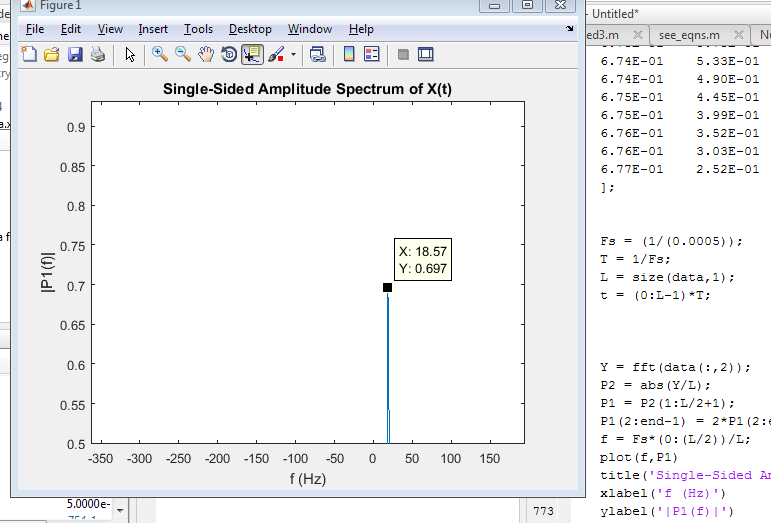 Figure 1
File Edit View Insert Tools Desktop Window Help
Single-Sided Amplitude Spectrum of X(t)
|P1(f)|
0.9
0.85
0.8
0.75
0.7
0.65
0.6
0.55
0.5
X: 18.57
Y: 0.697
-350 -300 -250 -200 -150 -100 -50 0 50 100 150
f (Hz)
5.0000e-
773
Untitled*
ed3.m see_eqns.m
6.74E-01 5.33E-01
6.74E-01 4.90E-01
6.75E-01 4.45E-01
6.75E-01 3.99E-01
6.76E-01 3.52E-01
6.76E-01 3.03E-01
6.77E-01 2.52E-01
];
Fs = (1/(0.0005));
T = 1/Fs;
L = size(data,1);
t = (0:L-1)*T;
Y = fft(data(:,2));
P2 = abs(Y/L);
P1 = P2(1:L/2+1);
P1(2:end-1) = 2*P1(2:e
f = Fs*(0:(L/2))/L;
plot(f,P1)
title('Single-Sided Am
xlabel('f (Hz)')
ylabel('|P1(f)|')